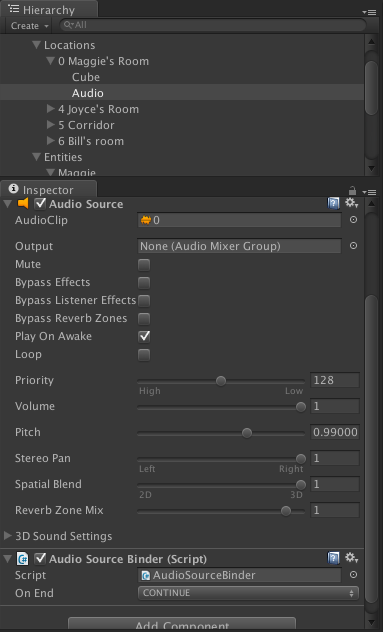 Hierarchy
Create All
Locations
0 Maggie's Room
Cube
Audio
4 Joyce's Room
5 Corridor
6 Bill's room
Entities
Maggie
Inspector
Audio Source
AudioClip 0
Output None (Audio Mixer Group)
Mute
Bypass Effects
Bypass Listener Effects
Bypass Reverb Zones
Play On Awake
Loop
Priority 128
High Low
Volume 1
Pitch 0.99000
Stereo Pan 1
Left Right
Spatial Blend 1
2D 3D
Reverb Zone Mix 1
3D Sound Settings
Audio Source Binder (Script)
Script AudioSourceBinder
On End CONTINUE
Add Component